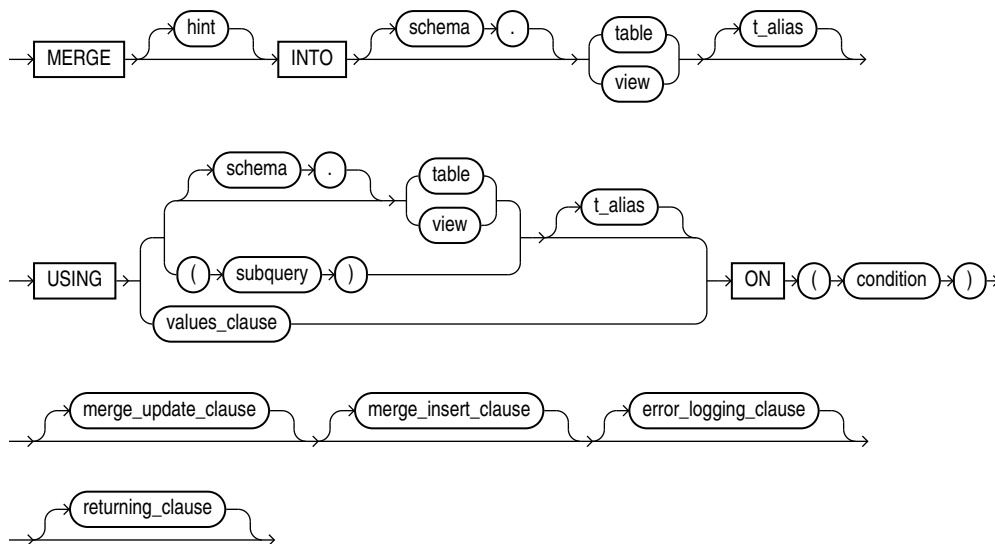 hint schema . table t_alias
MERGE INTO
view
schema . table
t_alias
view
USING ( subquery ) ON ( condition )
values_clause
merge_update_clause merge_insert_clause error_logging_clause
returning_clause